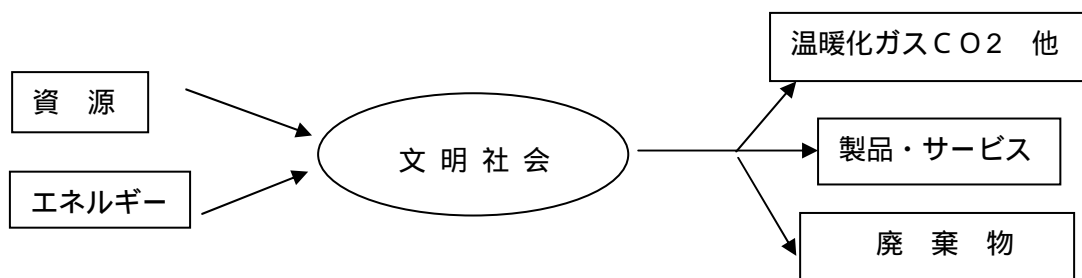 資 源
エネルギー
文 明 社 会
温暖化ガスＣＯ２ 他
製品・サービス
廃 棄 物